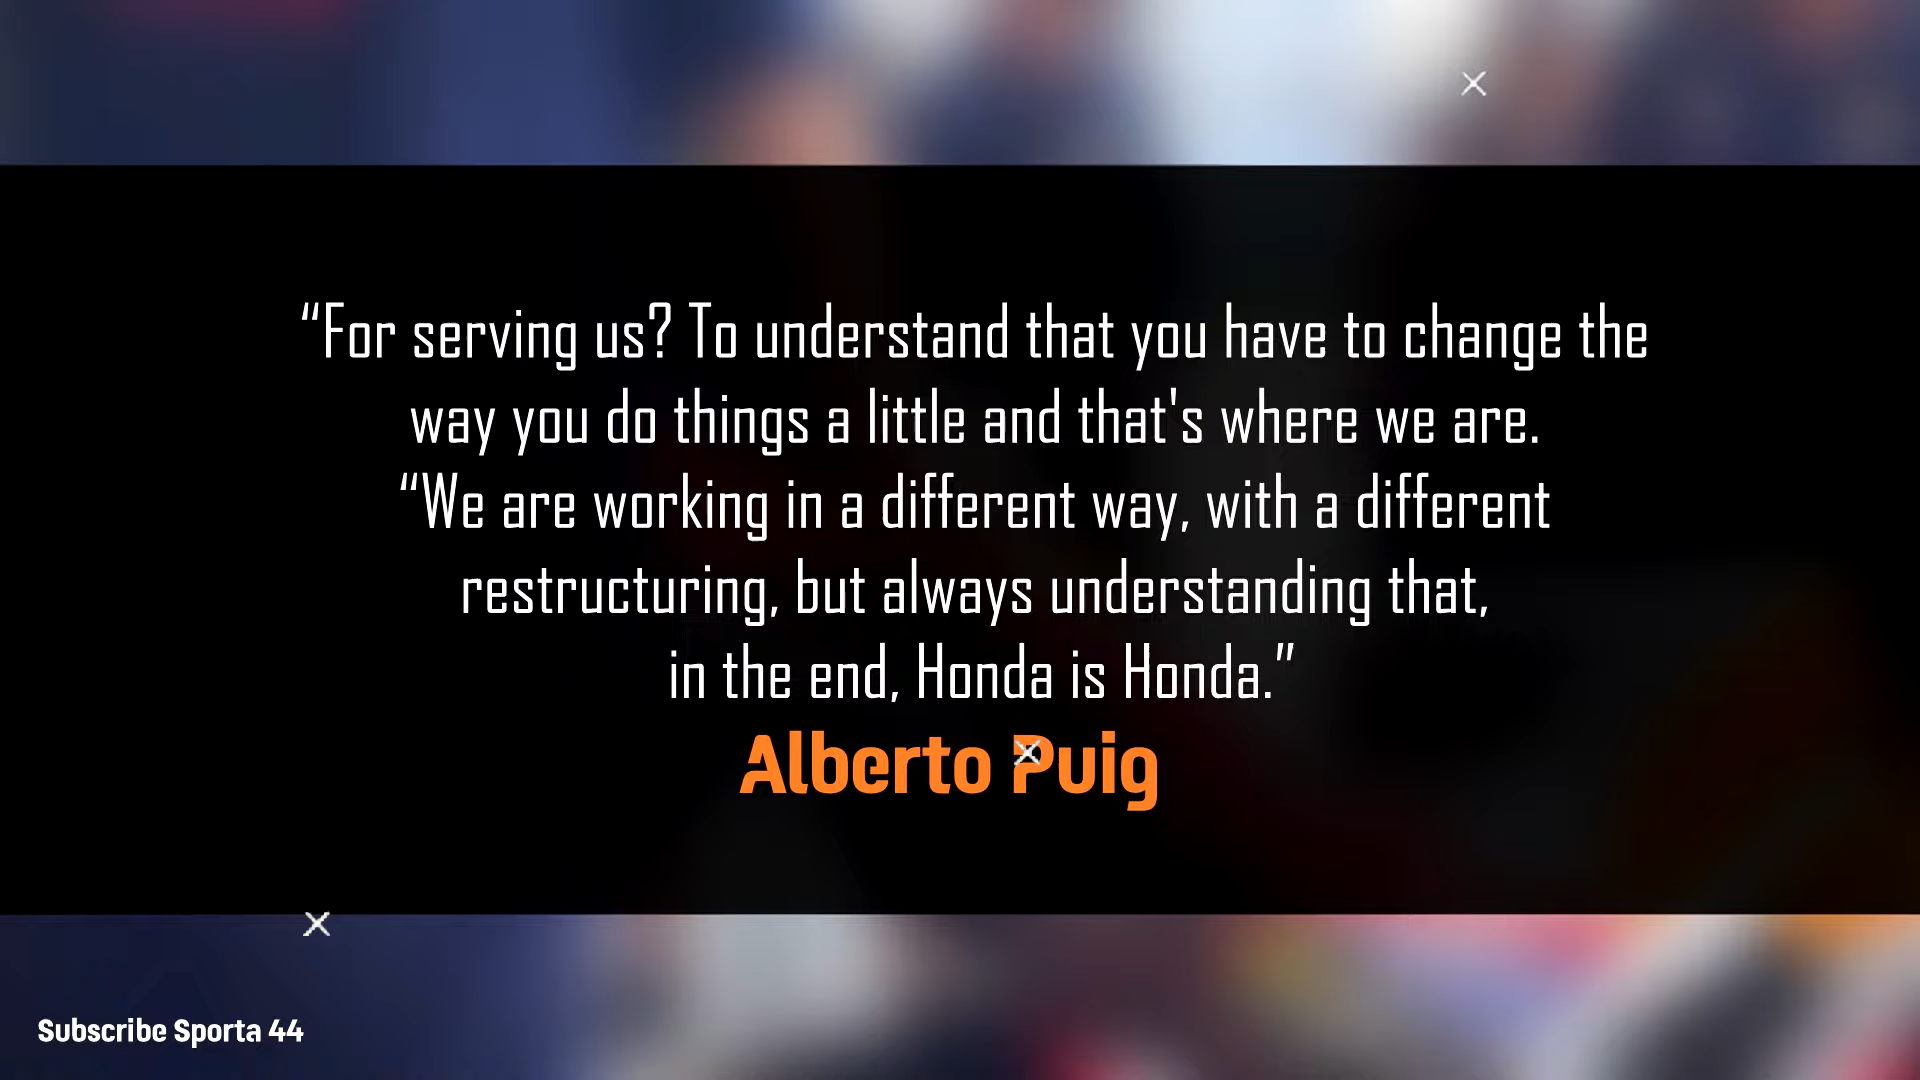 “For serving us? To understand that you have to change the
way you do things a little and that's where we are.
“We are working in a different way, with a different
restructuring, but always understanding that,
in the end, Honda is Honda.”
Alberto Puig
Subscribe Sporta 44